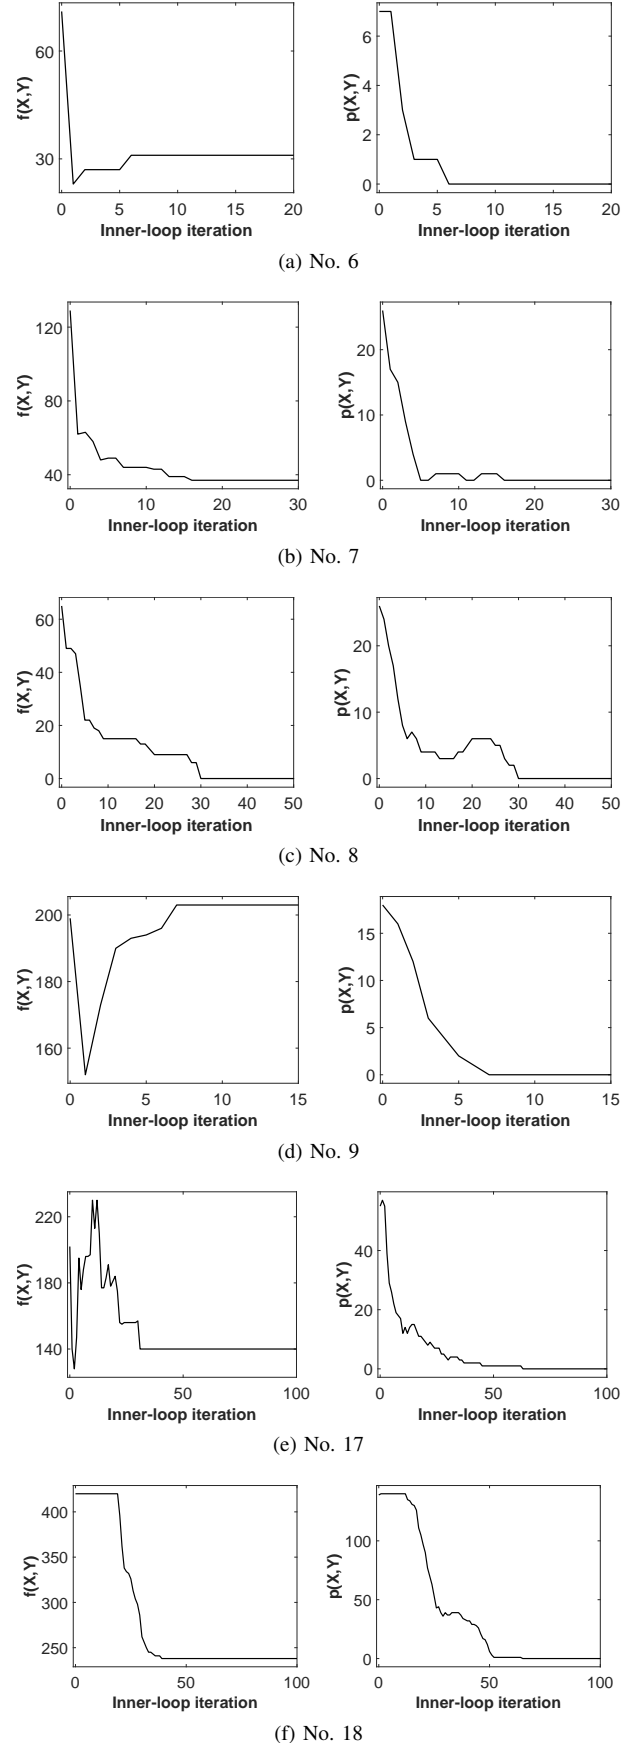 60
30
f(X,Y)
0 5 10 15 20
Inner-loop iteration
6
4
2
0
p(X,Y)
0 5 10 15 20
Inner-loop iteration
(a) No. 6
120
80
40
f(X,Y)
0 10 20 30
Inner-loop iteration
20
10
0
p(X,Y)
0 10 20 30
Inner-loop iteration
(b) No. 7
60
40
20
0
f(X,Y)
0 10 20 30 40 50
Inner-loop iteration
20
10
0
p(X,Y)
0 10 20 30 40 50
Inner-loop iteration
(c) No. 8
200
180
160
f(X,Y)
0 5 10 15
Inner-loop iteration
15
10
5
0
p(X,Y)
0 5 10 15
Inner-loop iteration
(d) No. 9
220
180
140
f(X,Y)
0 50 100
Inner-loop iteration
40
20
0
p(X,Y)
0 50 100
Inner-loop iteration
(e) No. 17
400
350
300
250
f(X,Y)
0 50 100
Inner-loop iteration
100
50
0
p(X,Y)
0 50 100
Inner-loop iteration
(f) No. 18